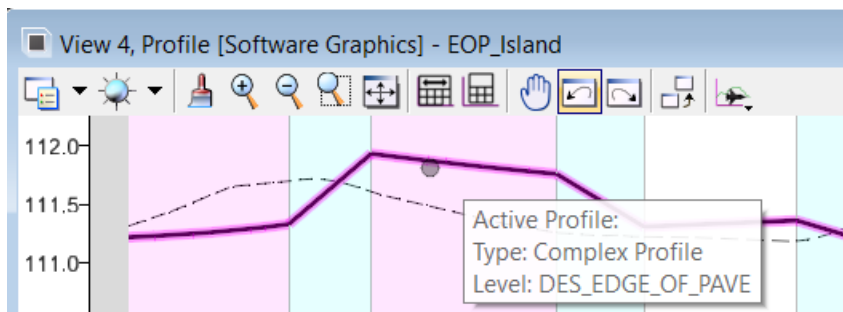 View 4, Profile [Software Graphics] - EOP_Island
112.0
111.5
111.0
Active Profile:
Type: Complex Profile
Level: DES_EDGE_OF_PAVE